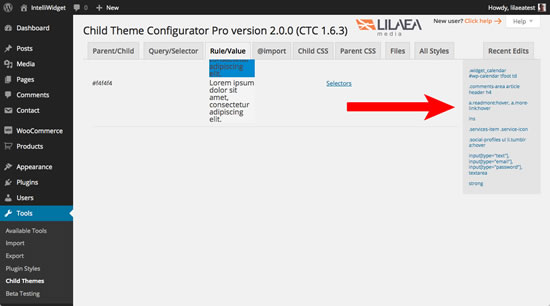 IntelliWidget
0
New
Howdy, lilaeatest
Dashboard
Posts
Media
Pages
Comments
Contact
WooCommerce
Products
Appearance
Plugins
Users
Tools
Available Tools
Import
Export
Plugin Styles
Child Themes
Beta Testing
Child Theme Configurator Pro version 2.0.0 (CTC 1.6.3)
LILAEA
media
New user? Click help
Help
Parent/Child
Query/Selector
Rule/Value
@import
Child CSS
Parent CSS
Files
All Styles
Recent Edits
adipiscing
elit.
#f4f4f4
Lorem ipsum
dolor sit
amet,
consectetur
adipiscing
elit.
Selectors
.widget_calendar
#wp-calendar tfoot td
.comments-area article
header h4
a.readmore:hover, a.more-
link:hover
ins
.services-item .service-icon
.social-profiles ul li.tumblr
a:hover
input[type="text"],
input[type="email"],
input[type="password"],
textarea
strong